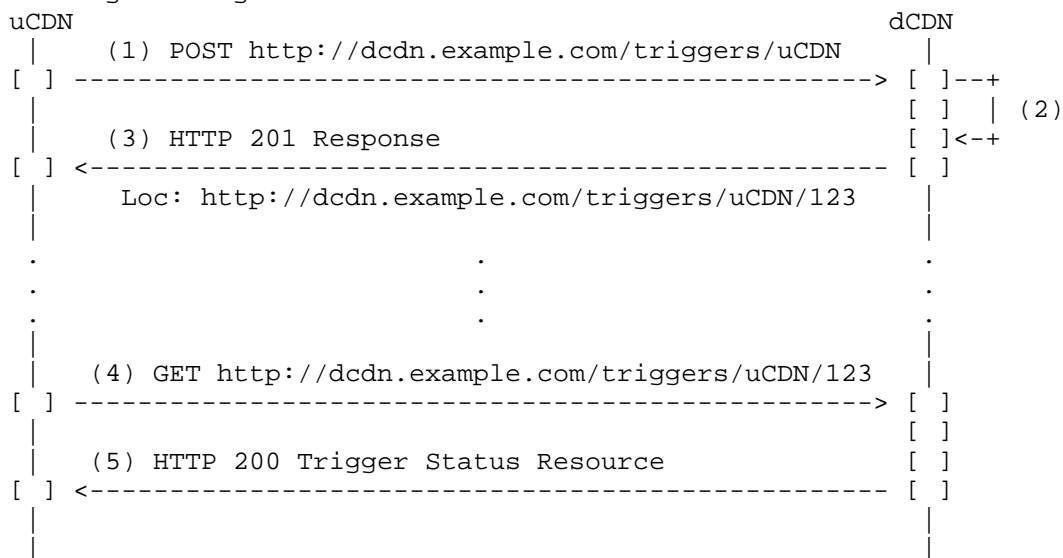 uCDN dCDN
| (1) POST http://dcdn.example.com/triggers/uCDN |
[ ] --------------------------------------------------> [ ]--+
| [ ] | (2)
| (3) HTTP 201 Response [ ]<-+
[ ] <-------------------------------------------------- [ ]
| Loc: http://dcdn.example.com/triggers/uCDN/123 |
| |
. . .
. . .
. . .
| |
| (4) GET http://dcdn.example.com/triggers/uCDN/123 |
[ ] --------------------------------------------------> [ ]
| [ ]
| (5) HTTP 200 Trigger Status Resource [ ]
[ ] <-------------------------------------------------- [ ]
| |
| |